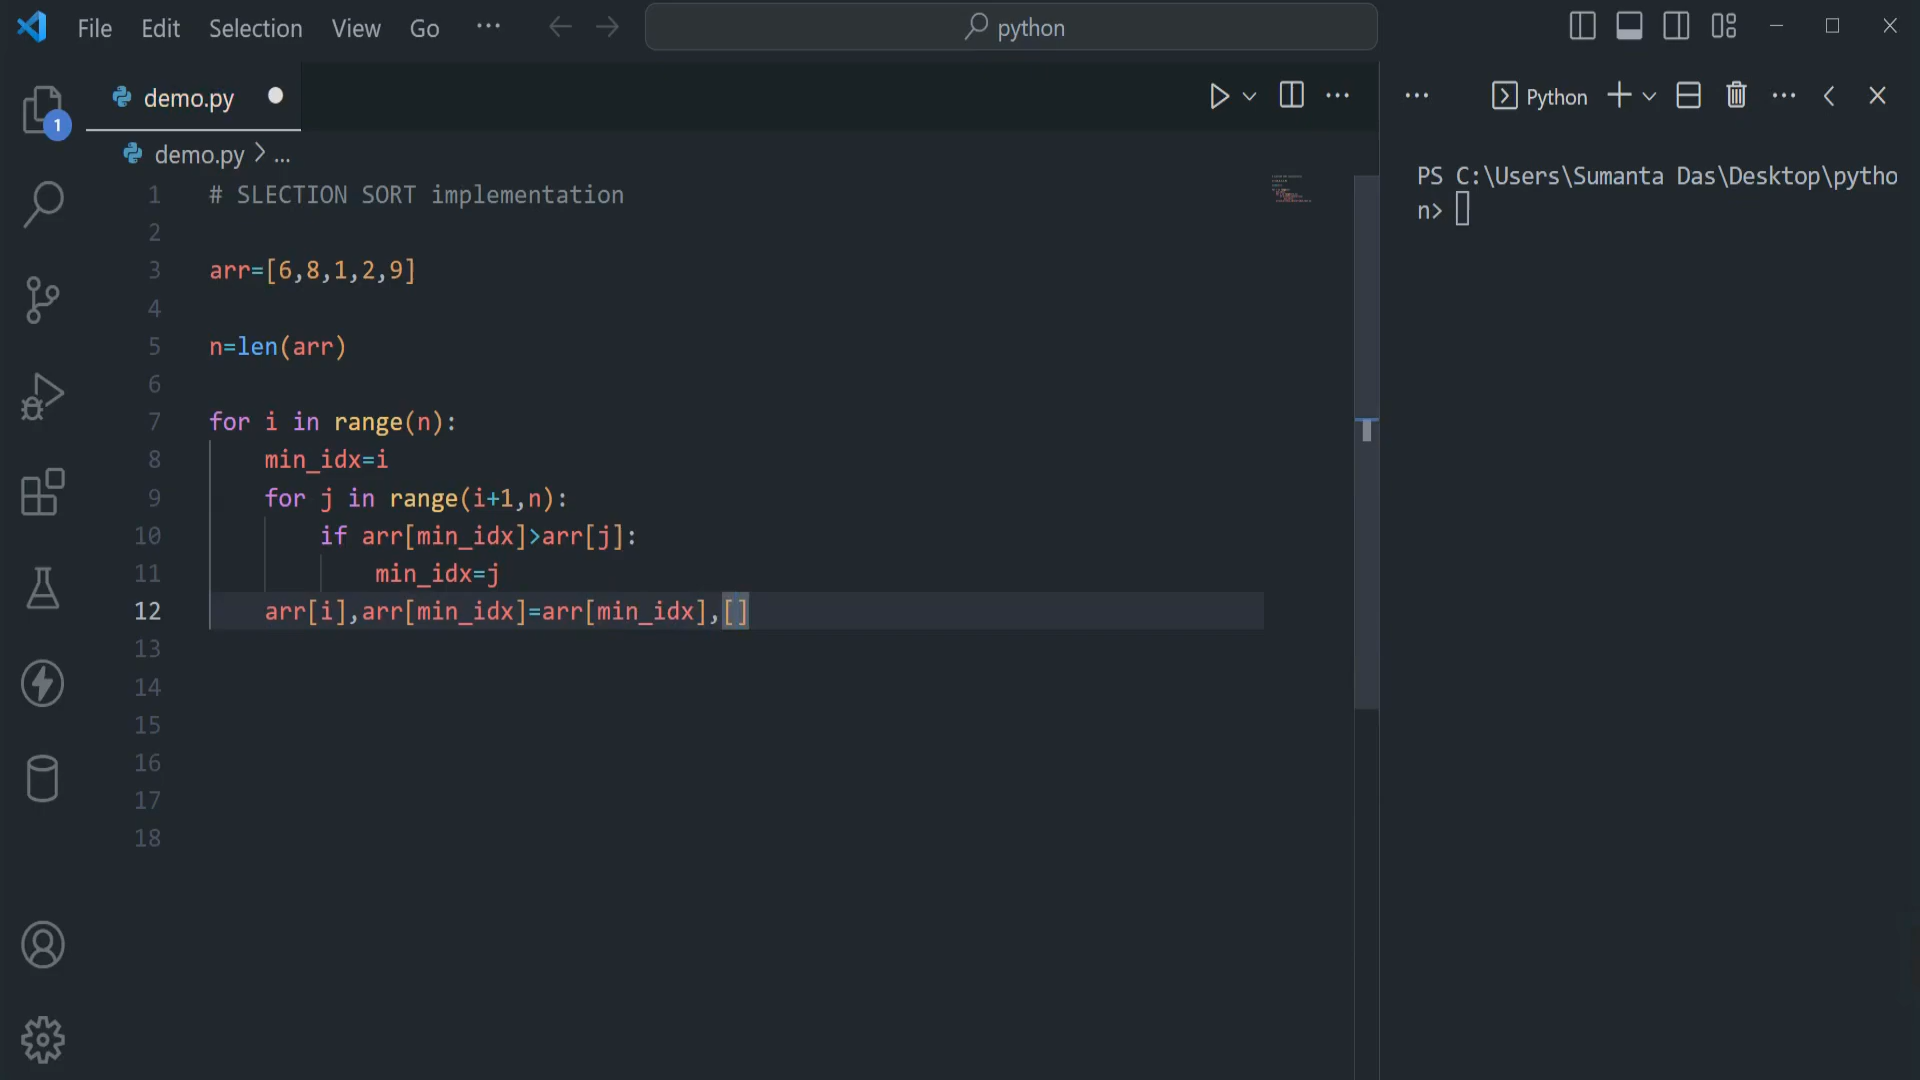 File Edit Selection View Go ... python
demo.py
Python
1
demo.py > ...
PS C:\Users\Sumanta Das\Desktop\pytho
n>
1 # SLECTION SORT implementation
2
3 arr=[6,8,1,2,9]
4
5 n=len(arr)
6
7 for i in range(n):
8     min_idx=i
9     for j in range(i+1,n):
10         if arr[min_idx]>arr[j]:
11             min_idx=j
12     arr[i],arr[min_idx]=arr[min_idx],[]
13
14
15
16
17
18